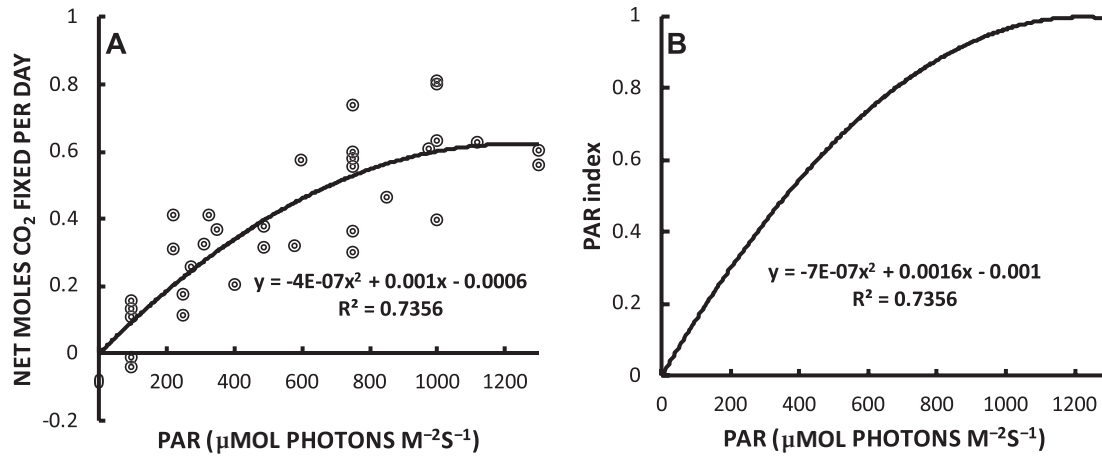 A
NET MOLES CO₂ FIXED PER DAY
1
0.8
0.6
0.4
0.2
0
-0.2
y = -4E-07x² + 0.001x - 0.0006
R² = 0.7356
0 200 400 600 800 1000 1200
PAR (μMOL PHOTONS M⁻²S⁻¹)
B
PAR index
1
0.8
0.6
0.4
0.2
0
y = -7E-07x² + 0.0016x - 0.001
R² = 0.7356
0 200 400 600 800 1000 1200
PAR (μMOL PHOTONS M⁻²S⁻¹)